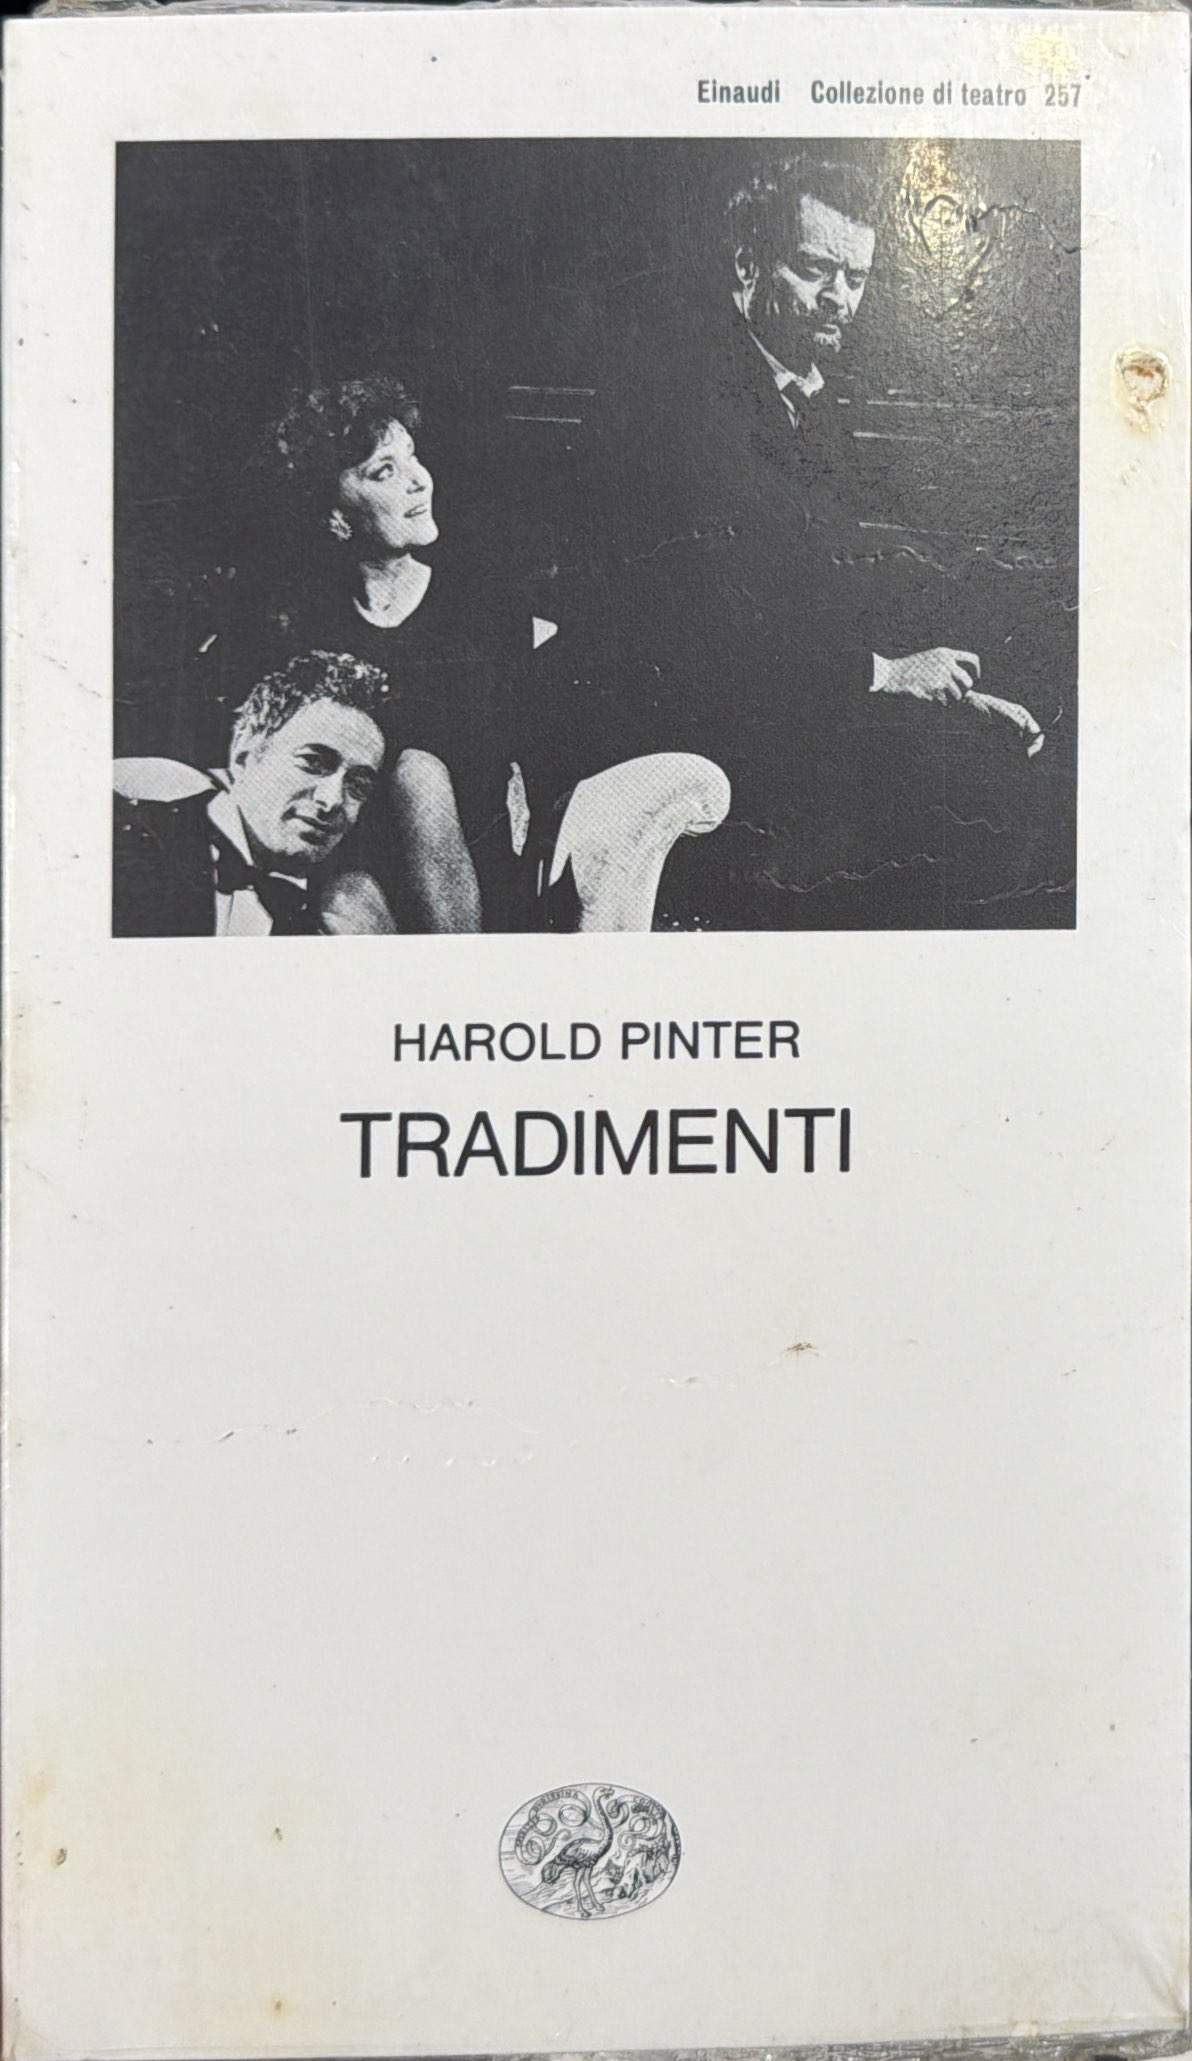 Einaudi Collezione di teatro 257
HAROLD PINTER
TRADIMENTI